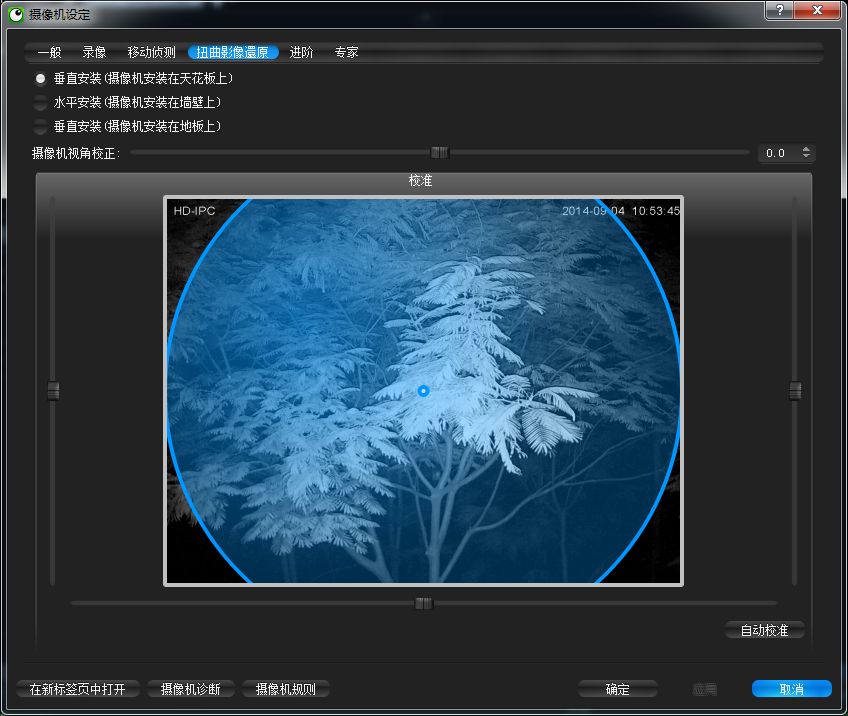 摄像机设定
?
一般 录像 移动侦测 扭曲影像還原 进阶 专家
垂直安装(摄像机安装在天花板上)
水平安装(摄像机安装在墙壁上)
垂直安装(摄像机安装在地板上)
摄像机视角校正: 0.0
校准
HD-IPC 2014-09-04 10:53:45
自动校准
在新标签页中打开 摄像机诊断 摄像机规则 确定 应用 取消